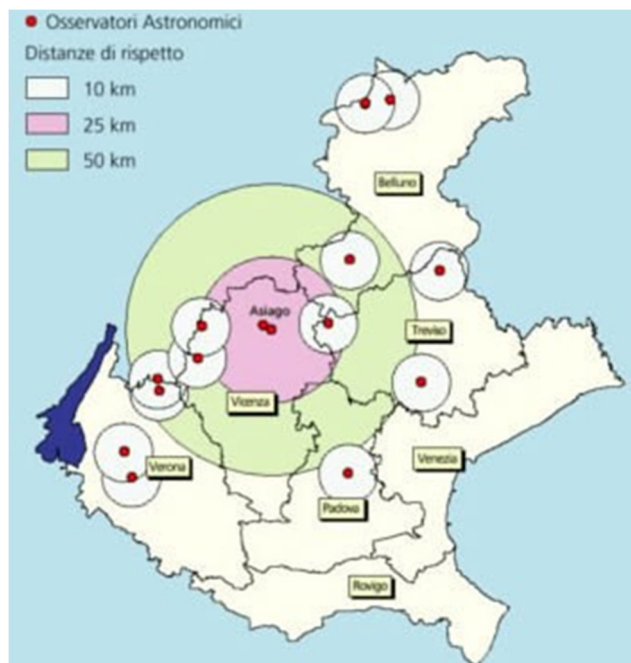 Osservatori Astronomici
Distanze di rispetto
10 km
25 km
50 km
Belluno
Asiago
Treviso
Vicenza
Verona
Venezia
Padova
Rovigo